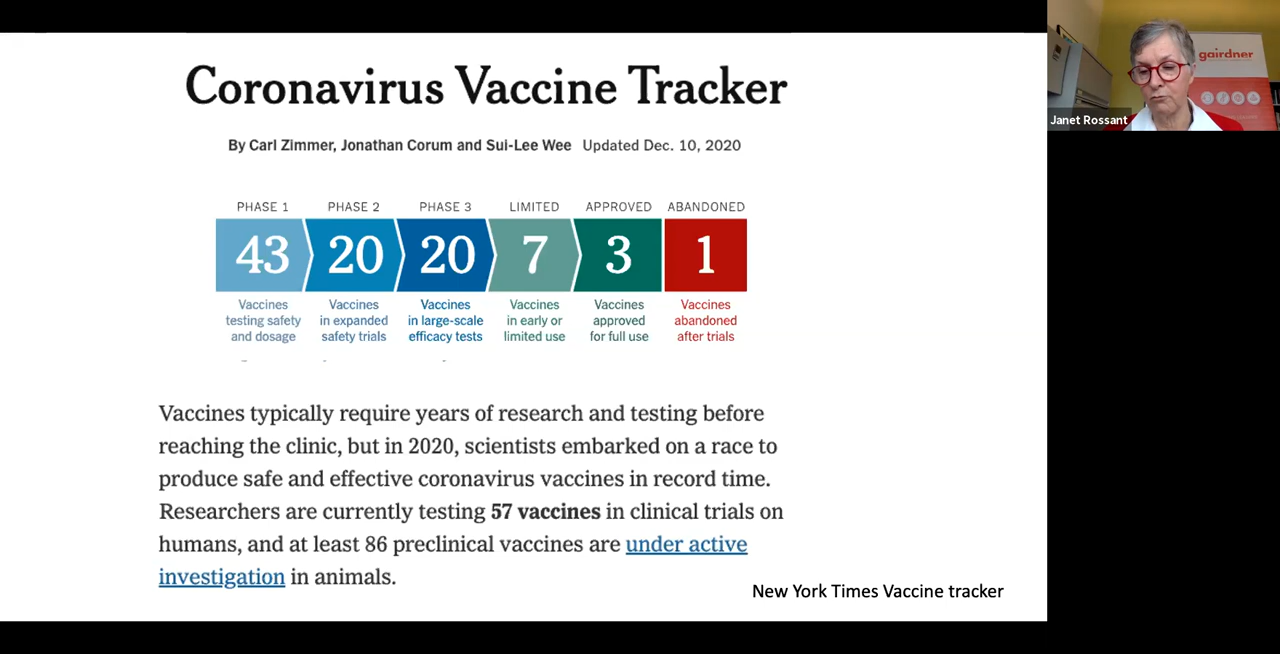 Coronavirus Vaccine Tracker
By Carl Zimmer, Jonathan Corum and Sui-Lee Wee Updated Dec. 10, 2020
PHASE 1 PHASE 2 PHASE 3 LIMITED APPROVED ABANDONED
43 20 20 7 3 1
Vaccines Vaccines Vaccines Vaccines Vaccines Vaccines
testing safety in expanded in large-scale in early or approved abandoned
and dosage safety trials efficacy tests limited use for full use after trials
Vaccines typically require years of research and testing before
reaching the clinic, but in 2020, scientists embarked on a race to
produce safe and effective coronavirus vaccines in record time.
Researchers are currently testing 57 vaccines in clinical trials on
humans, and at least 86 preclinical vaccines are under active
investigation in animals.
New York Times Vaccine tracker
gairdner
Janet Rossant